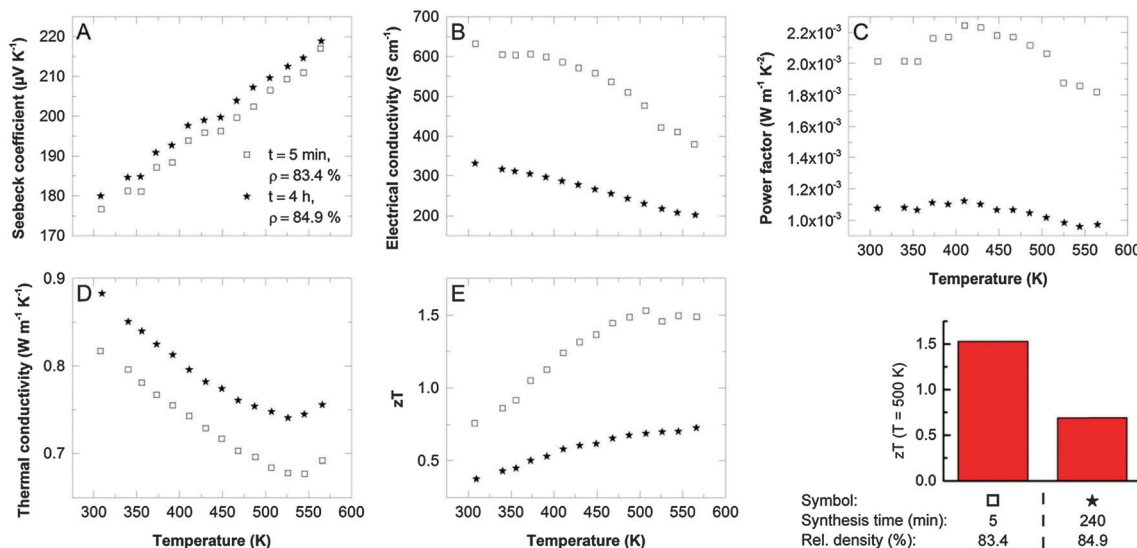 A
Seebeck coefficient (µV K⁻¹)
220
210
200
190
180
170
t = 5 min,
ρ = 83.4 %
t = 4 h,
ρ = 84.9 %
B
Electrical conductivity (S cm⁻¹)
700
600
500
400
300
200
C
Power factor (W m⁻¹ K⁻²)
2.2x10⁻³
2.0x10⁻³
1.8x10⁻³
1.6x10⁻³
1.4x10⁻³
1.2x10⁻³
1.0x10⁻³
300 350 400 450 500 550 600
Temperature (K)
D
Thermal conductivity (W m⁻¹ K⁻¹)
0.9
0.8
0.7
300 350 400 450 500 550 600
Temperature (K)
E
zT
2.0
1.5
1.0
0.5
300 350 400 450 500 550 600
Temperature (K)
zT (T = 500 K)
1.5
1.0
0.5
0.0
Symbol:
Synthesis time (min): 5 | 240
Rel. density (%): 83.4 | 84.9